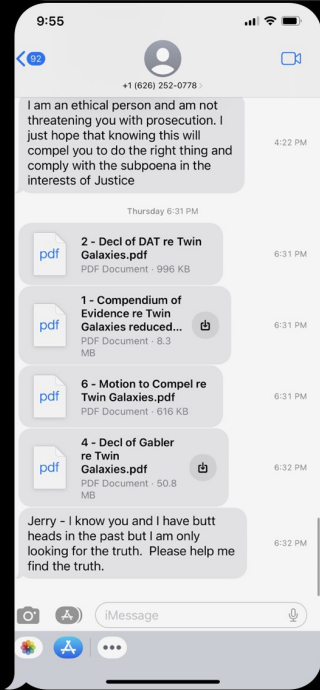 9:55
92
+1 (626) 252-0778 >
I am an ethical person and am not
threatening you with prosecution. I
just hope that knowing this will
compel you to do the right thing and
comply with the subpoena in the
interests of Justice
4:22 PM
Thursday 6:31 PM
pdf
2 - Decl of DAT re Twin
Galaxies.pdf
PDF Document · 996 KB
6:31 PM
pdf
1 - Compendium of
Evidence re Twin
Galaxies reduced...
PDF Document · 8.3
MB
6:31 PM
pdf
6 - Motion to Compel re
Twin Galaxies.pdf
PDF Document · 616 KB
6:31 PM
pdf
4 - Decl of Gabler
re Twin
Galaxies.pdf
PDF Document · 50.8
MB
6:32 PM
Jerry - I know you and I have butt
heads in the past but I am only
looking for the truth.  Please help me
find the truth.
6:32 PM
iMessage